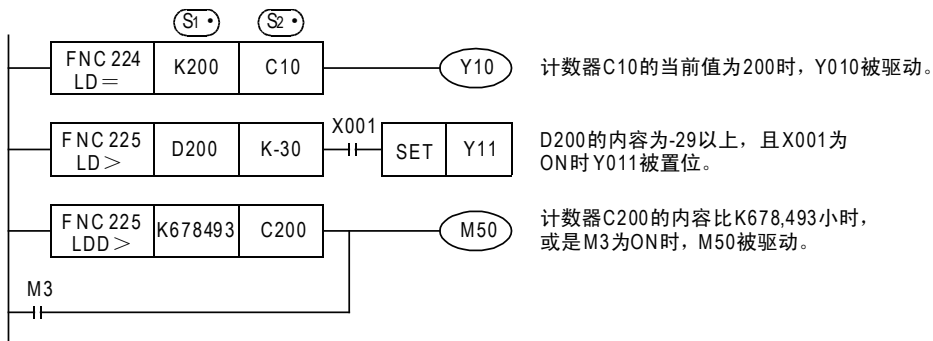 S1• S2•
FNC 224
LD＝
K200
C10
Y10
计数器C10的当前值为200时，Y010被驱动。
FNC 225
LD＞
D200
K-30
X001
SET
Y11
D200的内容为-29以上，且X001为
ON时Y011被置位。
FNC 225
LDD＞
K678493
C200
M50
计数器C200的内容比K678,493小时，
或是M3为ON时，M50被驱动。
M3